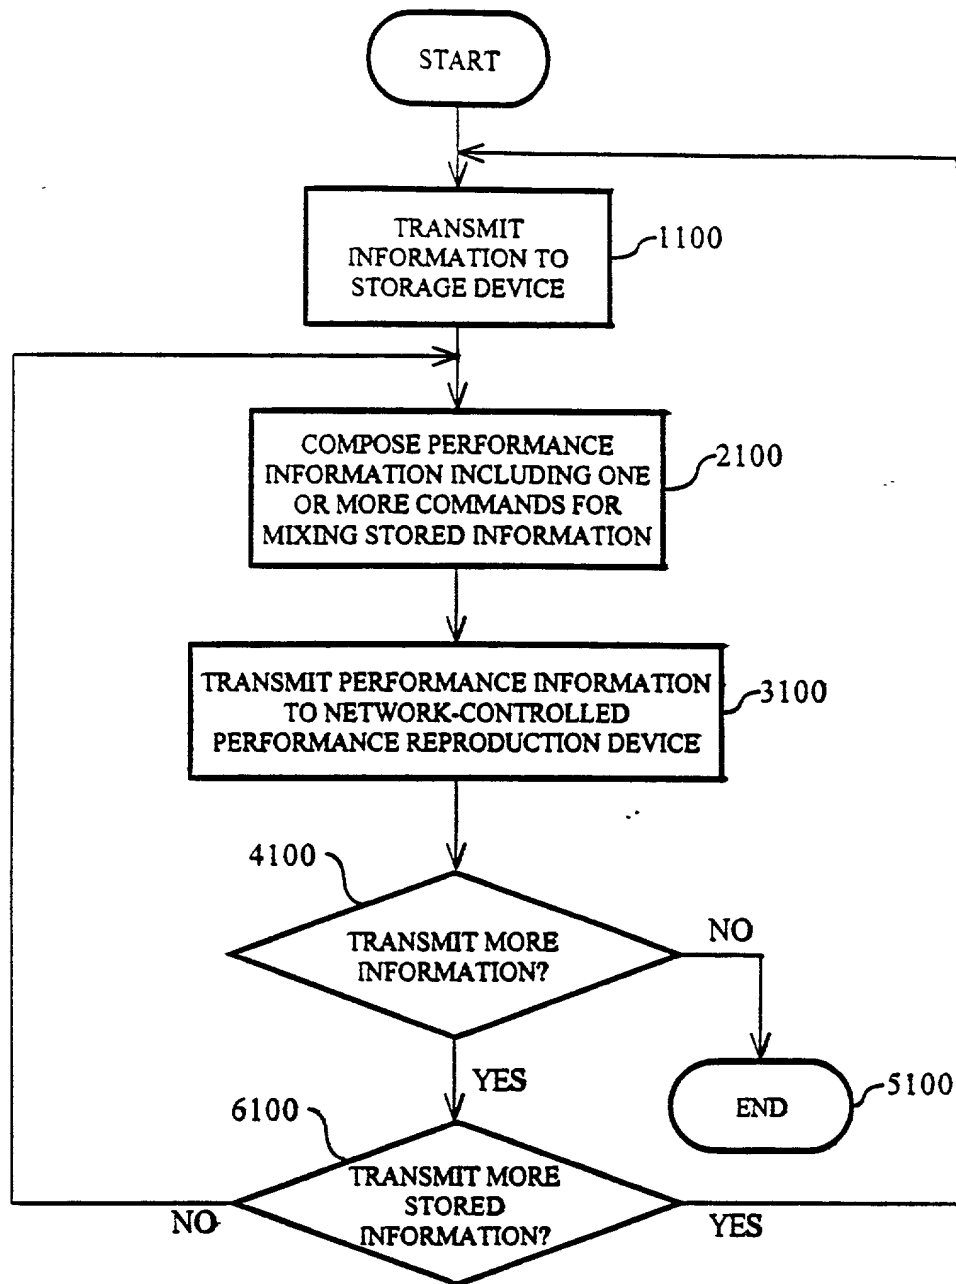 START
TRANSMIT
INFORMATION TO
STORAGE DEVICE
1100
COMPOSE PERFORMANCE
INFORMATION INCLUDING ONE
OR MORE COMMANDS FOR
MIXING STORED INFORMATION
2100
TRANSMIT PERFORMANCE INFORMATION
TO NETWORK-CONTROLLED
PERFORMANCE REPRODUCTION DEVICE
3100
4100
TRANSMIT MORE
INFORMATION?
NO
YES
END
5100
6100
TRANSMIT MORE
STORED
INFORMATION?
NO
YES